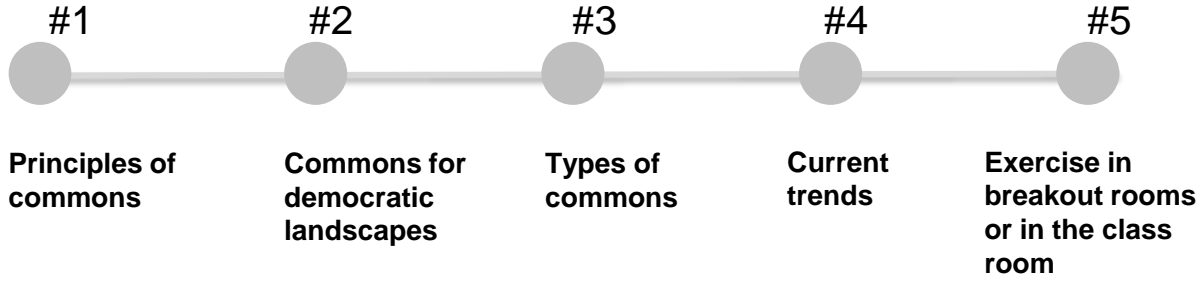 #1
#2
#3
#4
#5
Principles of
commons
Commons for
democratic
landscapes
Types of
commons
Current
trends
Exercise in
breakout rooms
or in the class
room